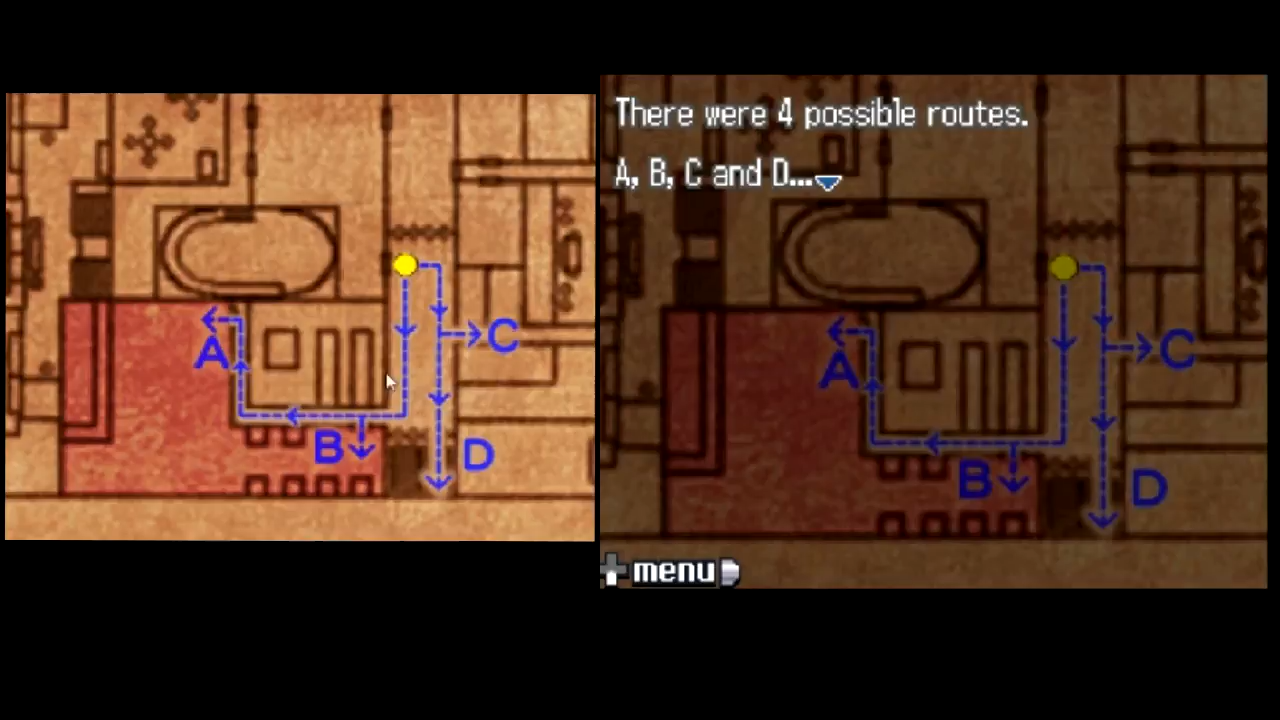 A
B
C
D
There were 4 possible routes.
A, B, C and D...
A
B
C
D
menu